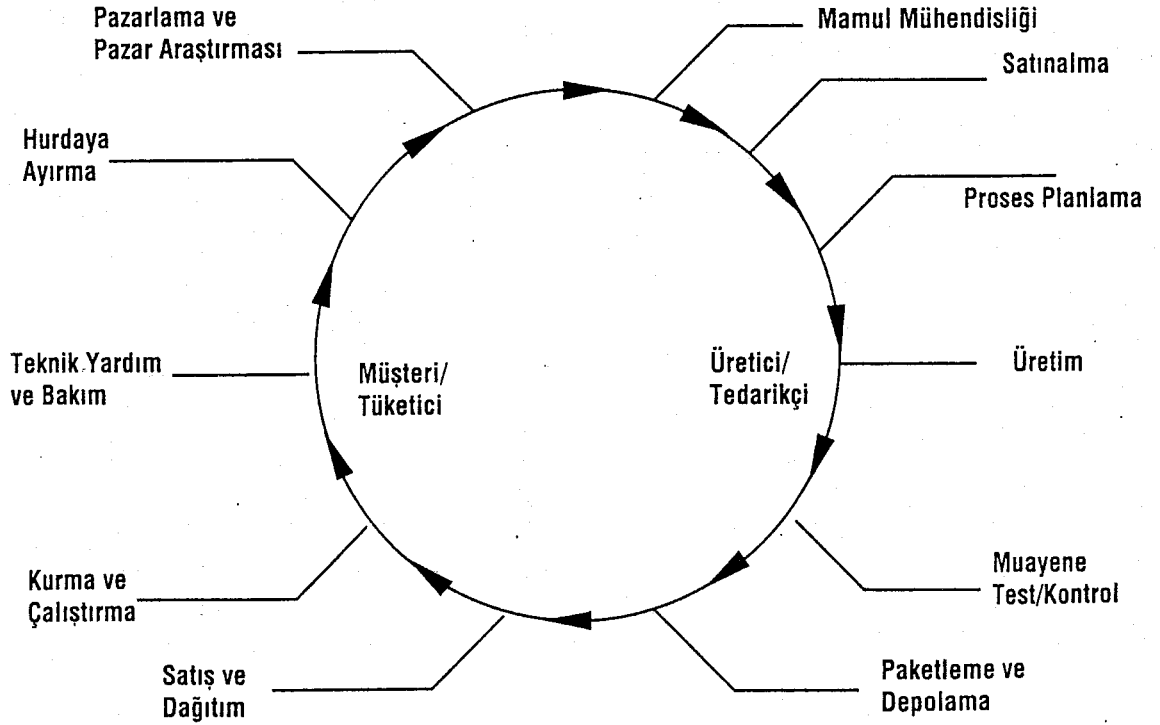 Pazarlama ve
Pazar Araştırması
Mamul Mühendisliği
Satınalma
Hurdaya
Ayırma
Proses Planlama
Teknik Yardım
ve Bakım
Müşteri/
Tüketici
Üretici/
Tedarikçi
Üretim
Kurma ve
Çalıştırma
Muayene
Test/Kontrol
Satış ve
Dağıtım
Paketleme ve
Depolama